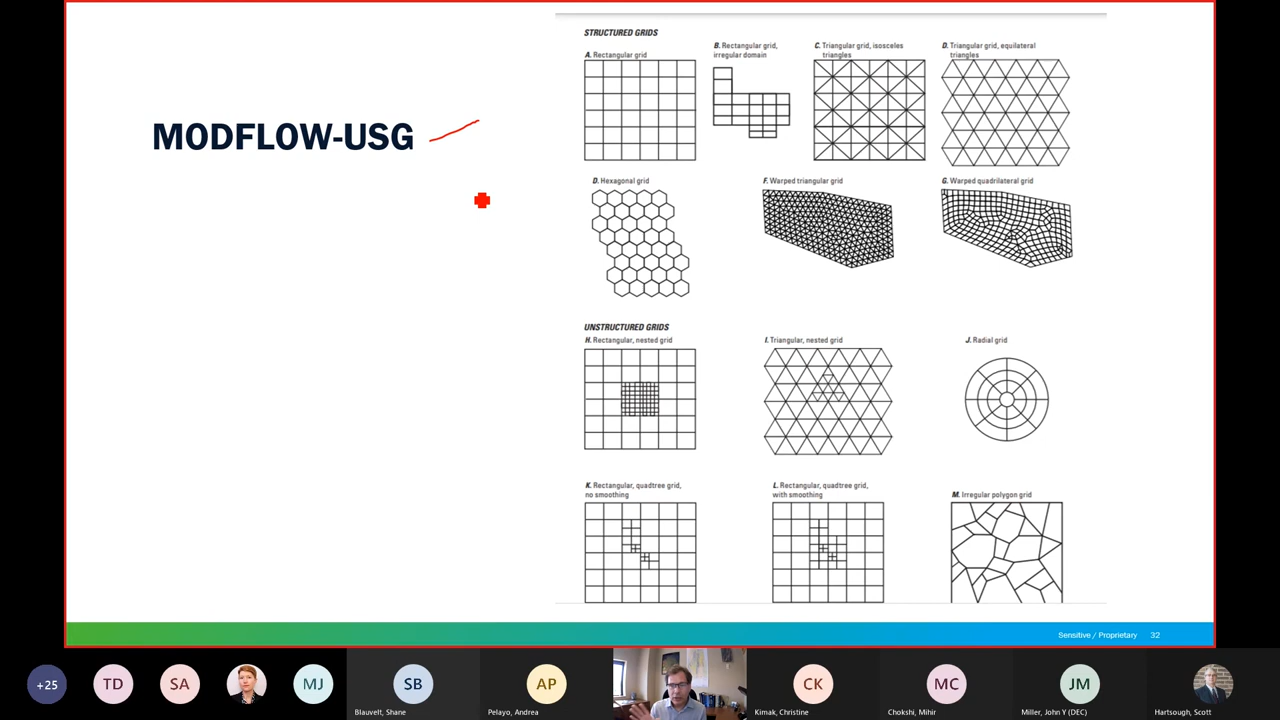 MODFLOW-USG
STRUCTURED GRIDS
A. Rectangular grid
B. Rectangular grid,
irregular domain
C. Triangular grid, isosceles
triangles
D. Triangular grid, equilateral
triangles
D. Hexagonal grid
F. Warped triangular grid
G. Warped quadrilateral grid
UNSTRUCTURED GRIDS
H. Rectangular, nested grid
I. Triangular, nested grid
J. Radial grid
K. Rectangular, quadtree grid,
no smoothing
L. Rectangular, quadtree grid,
with smoothing
M. Irregular polygon grid
Sensitive / Proprietary 32
+25
TD
SA
MJ
SB
Blauvelt, Shane
AP
Pelayo, Andrea
CK
Kimak, Christine
MC
Chokshi, Mihir
JM
Miller, John Y (DEC)
Hartsough, Scott